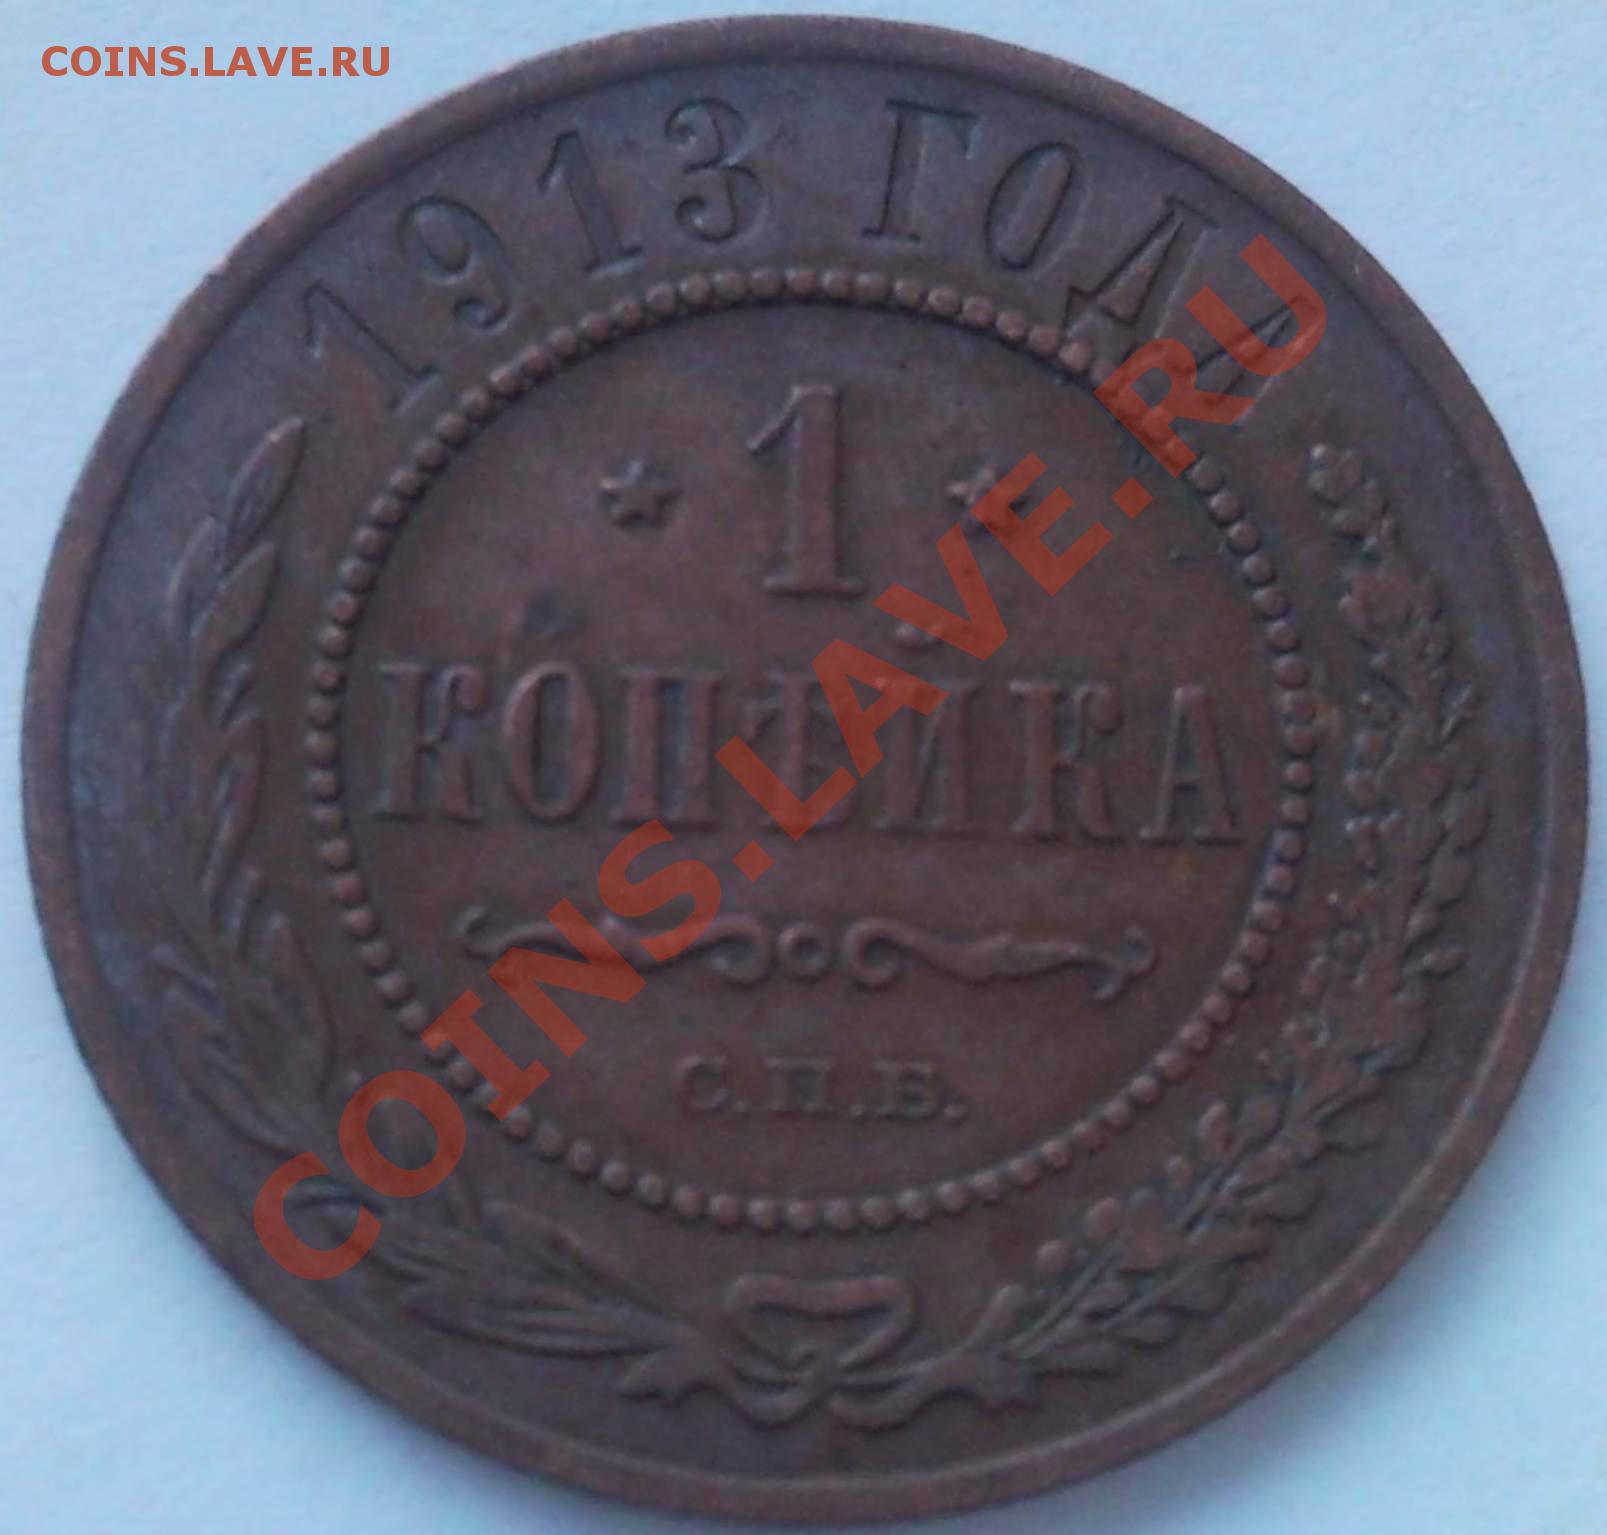 COINS.LAVE.RU
1913 ГОДА
1
КОПѢЙКА
С.П.Б.
COINS.LAVE.RU